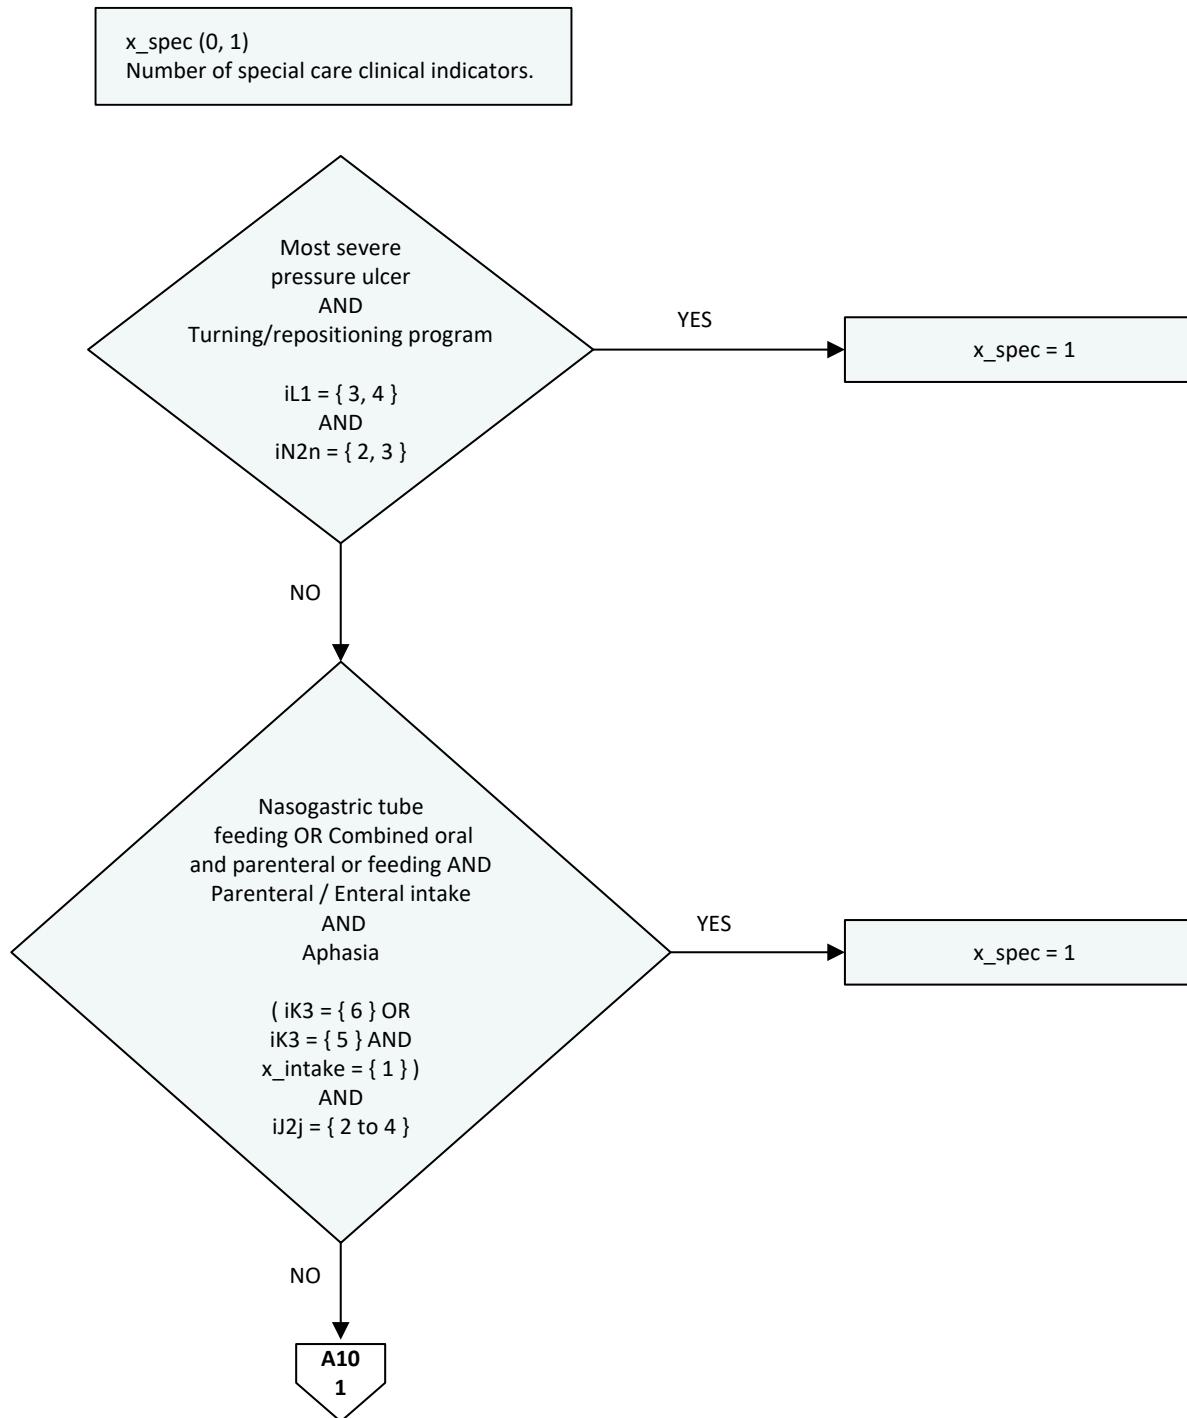 x_spec (0, 1)
Number of special care clinical indicators.
Most severe
pressure ulcer
AND
Turning/repositioning program
iL1 = { 3, 4 }
AND
iN2n = { 2, 3 }
YES
x_spec = 1
NO
Nasogastric tube
feeding OR Combined oral
and parenteral or feeding AND
Parenteral / Enteral intake
AND
Aphasia
( iK3 = { 6 } OR
iK3 = { 5 } AND
x_intake = { 1 } )
AND
iJ2j = { 2 to 4 }
YES
x_spec = 1
NO
A10
1